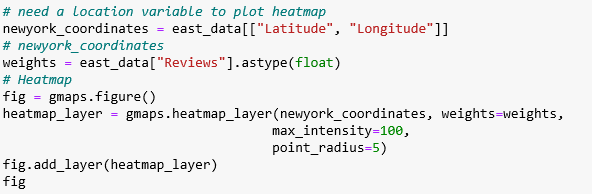 # need a location variable to plot heatmap
newyork_coordinates = east_data[["Latitude", "Longitude"]]
# newyork_coordinates
weights = east_data["Reviews"].astype(float)
# Heatmap
fig = gmaps.figure()
heatmap_layer = gmaps.heatmap_layer(newyork_coordinates, weights=weights,
                                    max_intensity=100,
                                    point_radius=5)
fig.add_layer(heatmap_layer)
fig